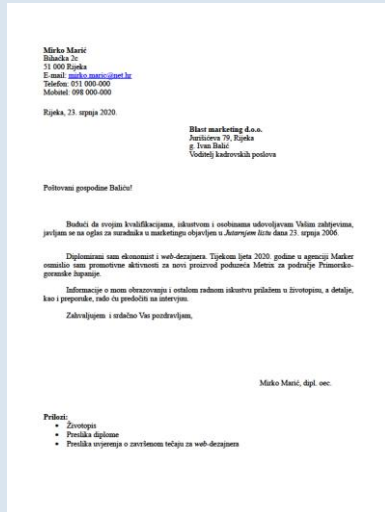 Mirko Marić
Bihaćka 2c
51 000 Rijeka
E-mail: mirko.maric@net.hr
Telefon: 051 000-000
Mobitel: 098 000-000
Rijeka, 23. srpnja 2020.
Blast marketing d.o.o.
Jurišićeva 79, Rijeka
g. Ivan Balić
Voditelj kadrovskih poslova
Poštovani gospodine Baliću!
Budući da svojim kvalifikacijama, iskustvom i osobinama udovoljavam Vašim zahtjevima,
javljam se na oglas za suradnika u marketingu objavljen u Jutarnjem listu dana 23. srpnja 2006.
Diplomirani sam ekonomist i web-dezajner. Tijekom ljeta 2020. godine u agenciji Marker
osmislio sam promotivne aktivnosti za novi proizvod poduzeća Metrix za područje Primorsko-
goranske županije.
Informacije o mom obrazovanju i ostalom radnom iskustvu prilažem u životopisu, a detalje,
kao i preporuke, rado ću predočiti na intervjuu.
Zahvaljujem i srdačno Vas pozdravljam,
Mirko Marić, dipl. oec.
Prilozi:
• Životopis
• Preslika diplome
• Preslika uvjerenja o završenom tečaju za web-dezajnera